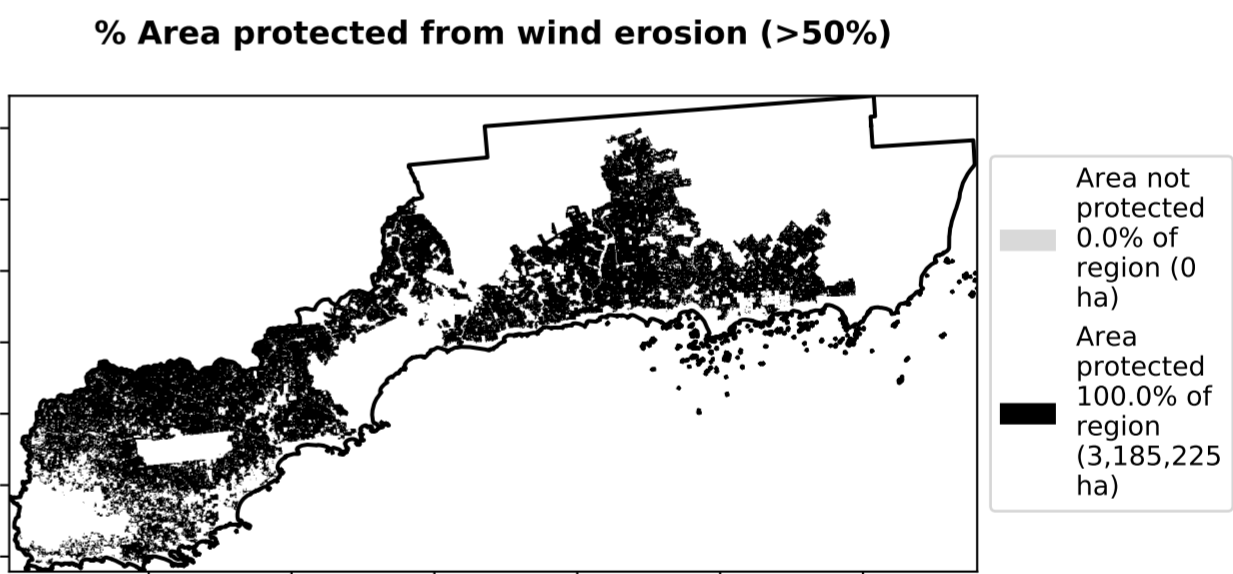 % Area protected from wind erosion (>50%)
Area not
protected
0.0% of
region (0
ha)
Area
protected
100.0% of
region
(3,185,225
ha)